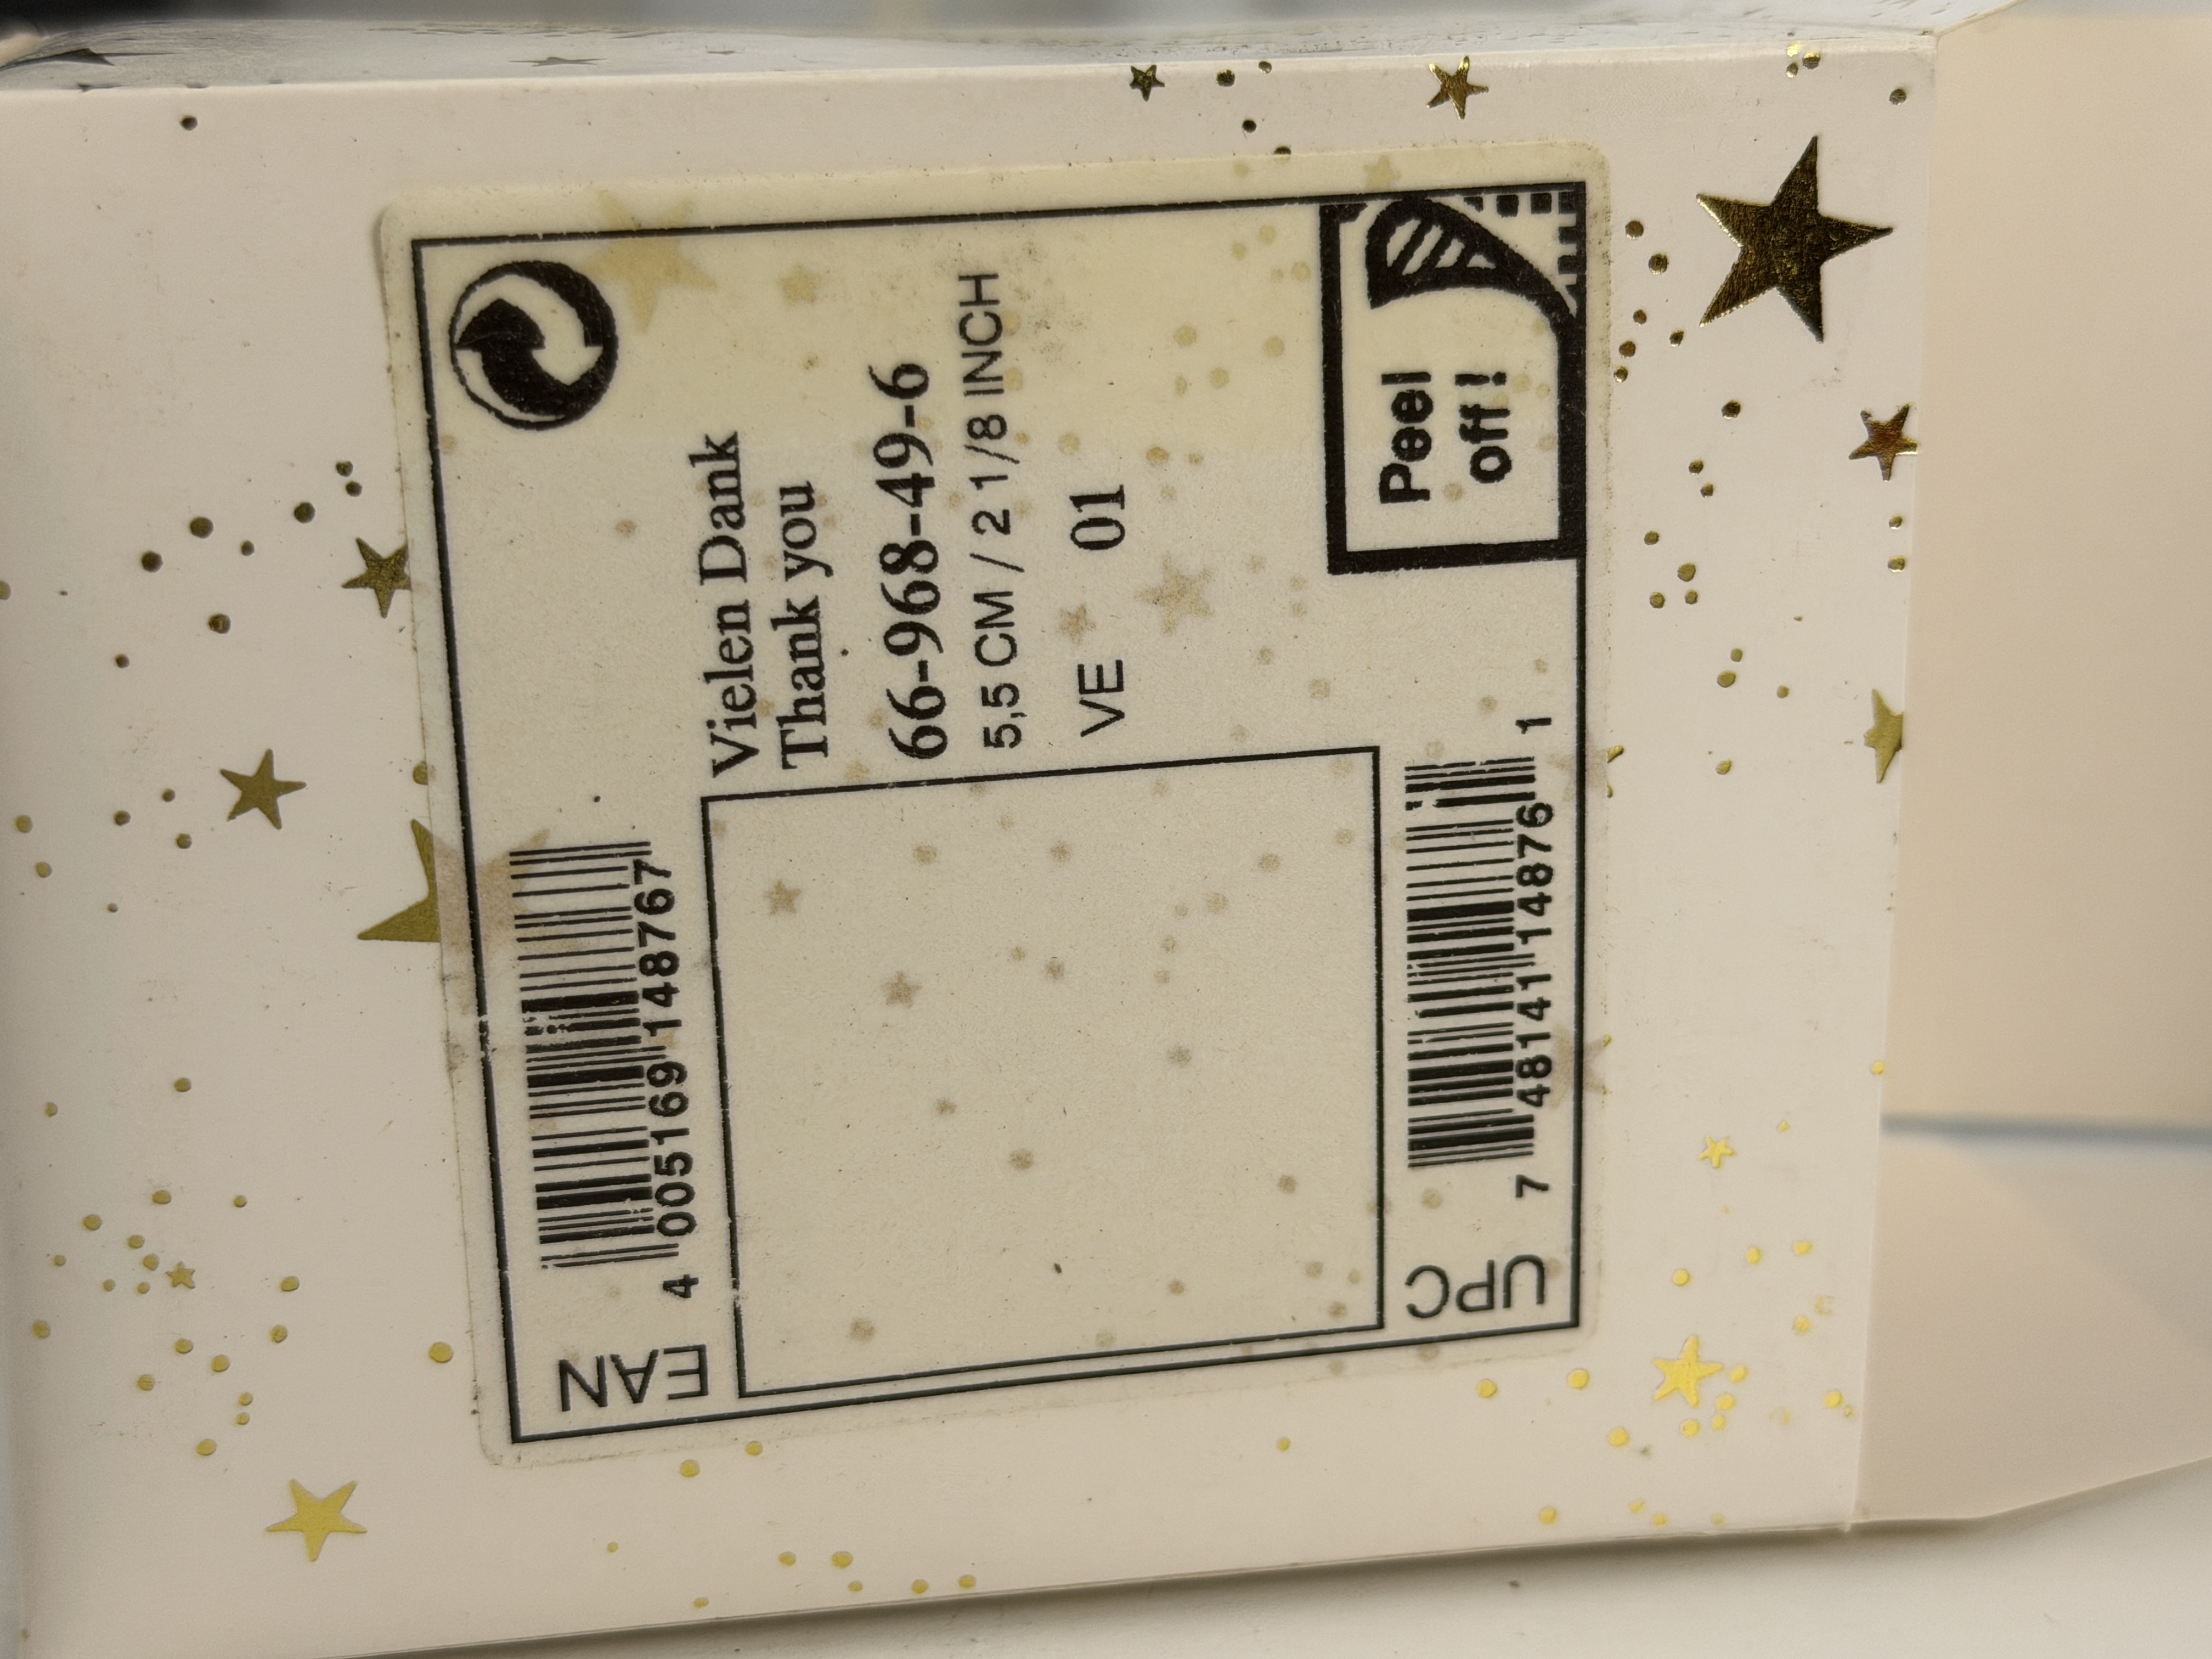 Vielen Dank
Thank you
66-968-49-6
5,5 CM / 2 1/8 INCH
VE 01
EAN
4 005169 148767
UPC
7 48141 14876 1
Peel
off!